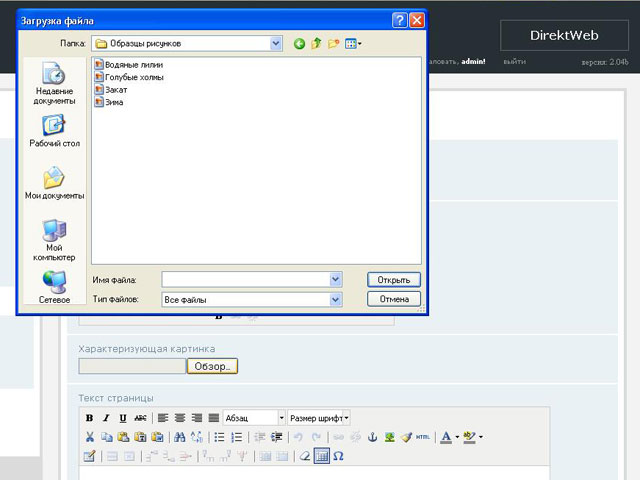 Загрузка файла
Папка:
Образцы рисунков
Водяные лилии
Голубые холмы
Закат
Зима
Недавние документы
Рабочий стол
Мои документы
Мой компьютер
Сетевое
Имя файла:
Открыть
Тип файлов:
Все файлы
Отмена
DirektWeb
admin!
выйти
версия: 2.04b
Характеризующая картинка
Обзор...
Текст страницы
B I U ABC
Абзац
Размер шрифт
HTML
A
ab